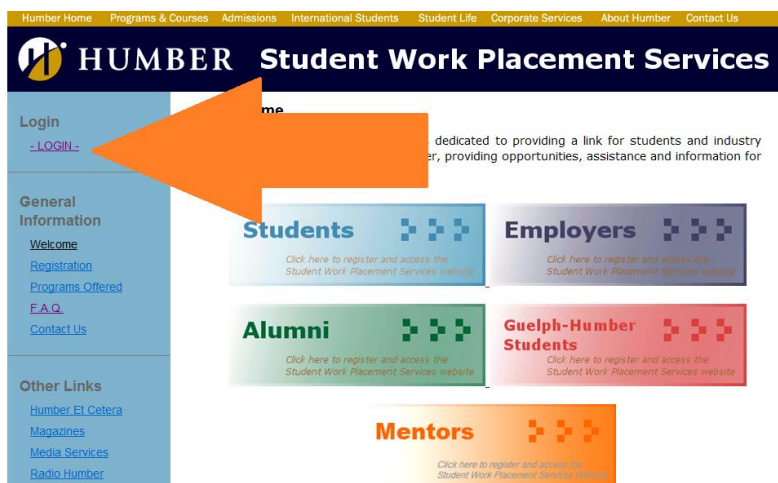 Humber Home Programs & Courses Admissions International Students Student Life Corporate Services About Humber Contact Us
HUMBER Student Work Placement Services
Login
- LOGIN -
General
Information
Welcome
Registration
Programs Offered
F.A.Q.
Contact Us
Other Links
Humber Et Cetera
Magazines
Media Services
Radio Humber
dedicated to providing a link for students and industry
providing opportunities, assistance and information for
Students
Click here to register and access the
Student Work Placement Services website
Employers
Click here to register and access the
Student Work Placement Services website
Alumni
Click here to register and access the
Student Work Placement Services website
Guelph-Humber
Students
Click here to register and access the
Student Work Placement Services website
Mentors
Click here to register and access the
Student Work Placement Services Website